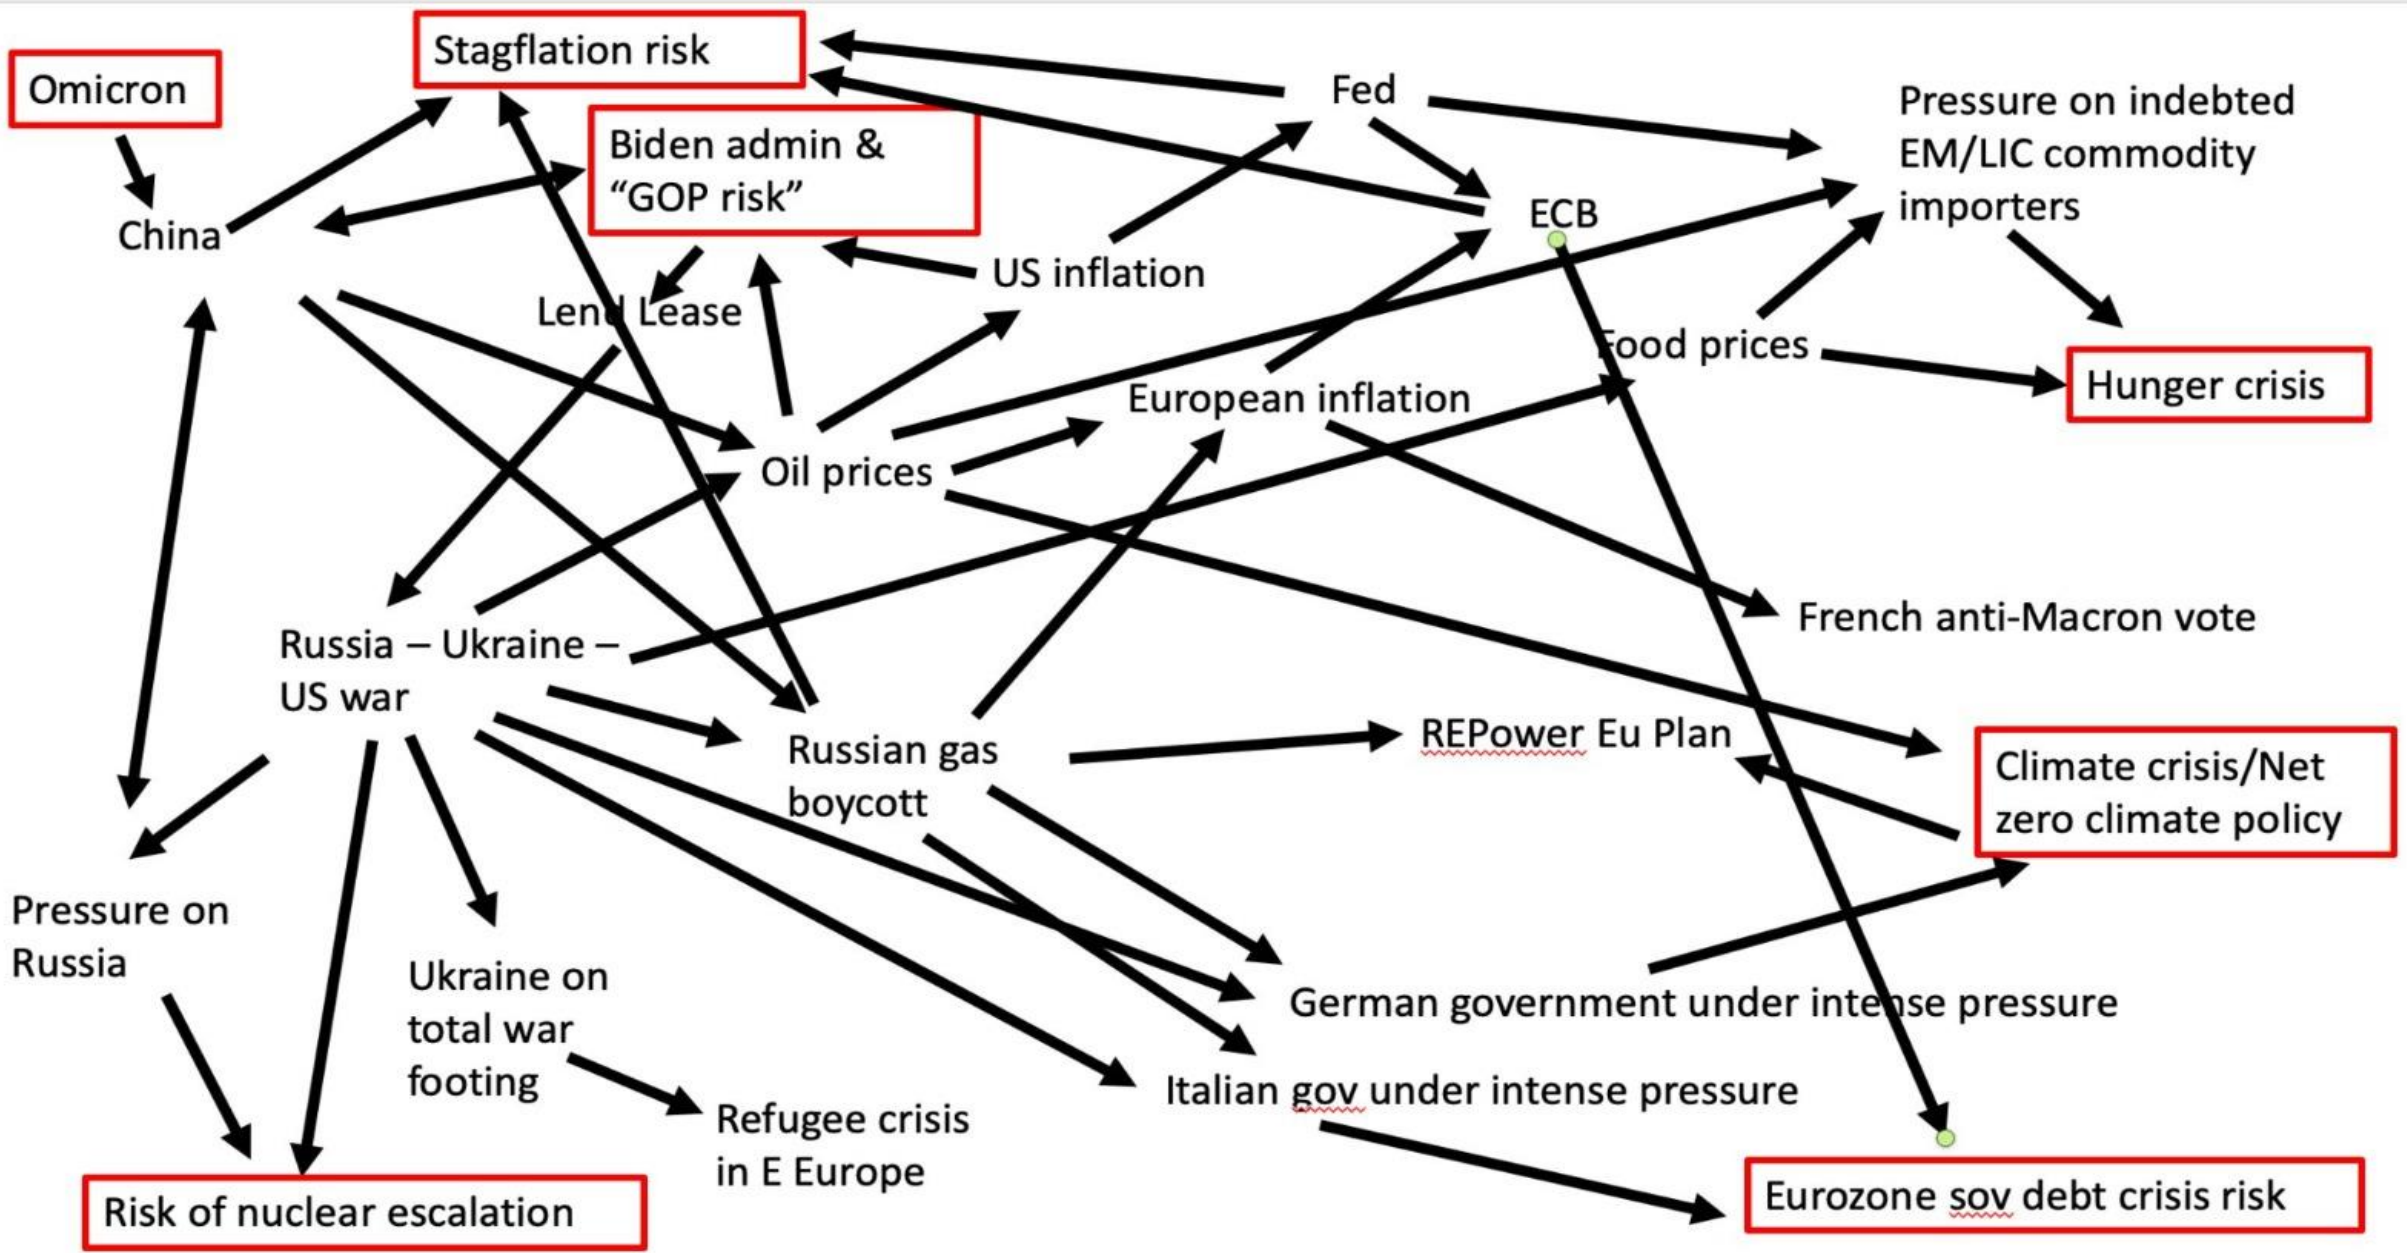 Stagflation risk
Omicron
Fed
Pressure on indebted
EM/LIC commodity
importers
Biden admin &
“GOP risk”
China
ECB
US inflation
Lend Lease
Food prices
Hunger crisis
European inflation
Oil prices
French anti-Macron vote
Russia – Ukraine –
US war
Russian gas
boycott
REPower Eu Plan
Climate crisis/Net
zero climate policy
Pressure on
Russia
Ukraine on
total war
footing
German government under intense pressure
Italian gov under intense pressure
Refugee crisis
in E Europe
Risk of nuclear escalation
Eurozone sov debt crisis risk